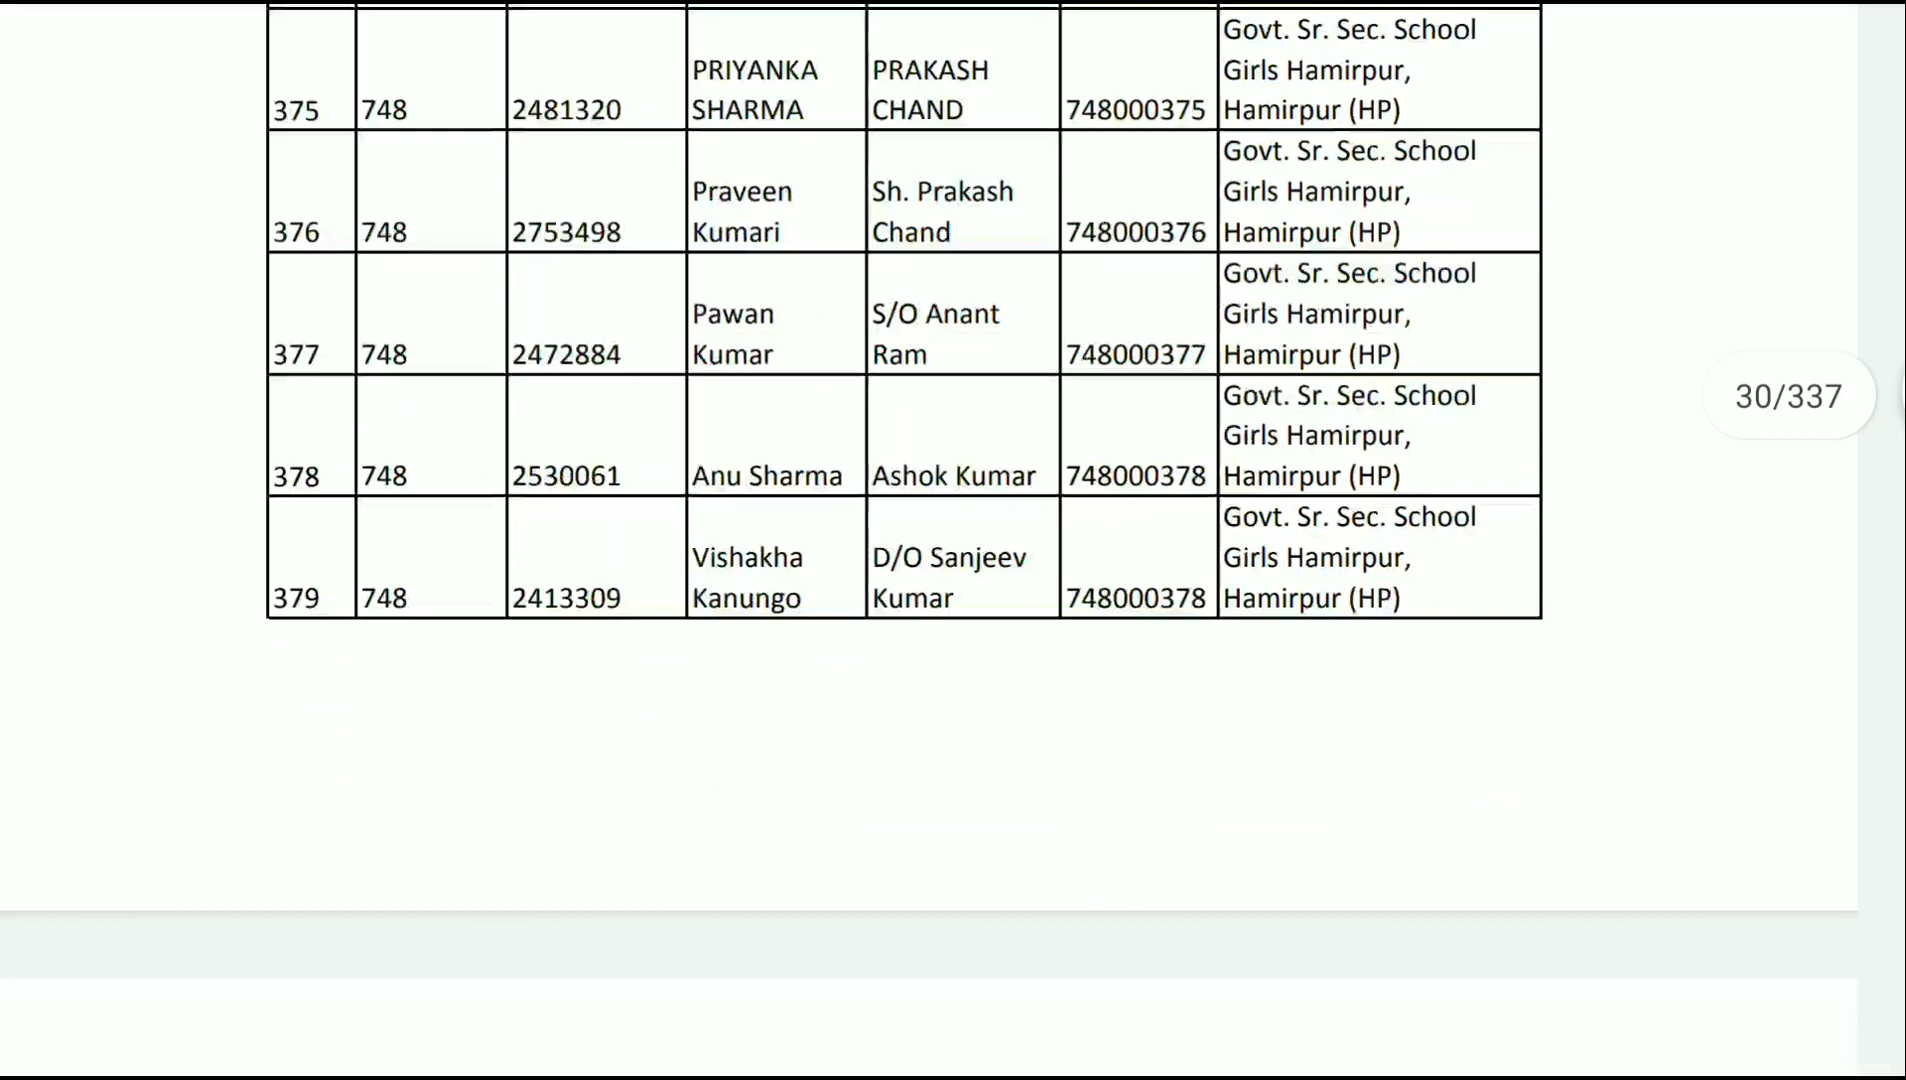 Govt. Sr. Sec. School
PRIYANKA PRAKASH Girls Hamirpur,
375 748 2481320 SHARMA CHAND 748000375 Hamirpur (HP)
Govt. Sr. Sec. School
Praveen Sh. Prakash Girls Hamirpur,
376 748 2753498 Kumari Chand 748000376 Hamirpur (HP)
Govt. Sr. Sec. School
Pawan S/O Anant Girls Hamirpur,
377 748 2472884 Kumar Ram 748000377 Hamirpur (HP)
Govt. Sr. Sec. School
Girls Hamirpur,
378 748 2530061 Anu Sharma Ashok Kumar 748000378 Hamirpur (HP)
Govt. Sr. Sec. School
Vishakha D/O Sanjeev Girls Hamirpur,
379 748 2413309 Kanungo Kumar 748000378 Hamirpur (HP)
30/337